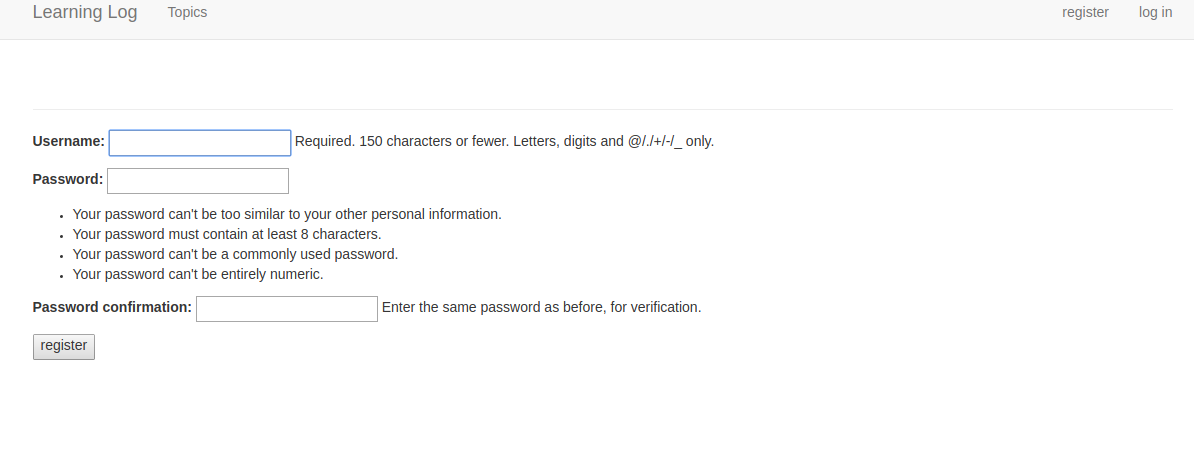 Learning Log Topics register log in
Username: Required. 150 characters or fewer. Letters, digits and @/./+/-/_ only.
Password:
• Your password can't be too similar to your other personal information.
• Your password must contain at least 8 characters.
• Your password can't be a commonly used password.
• Your password can't be entirely numeric.
Password confirmation: Enter the same password as before, for verification.
register